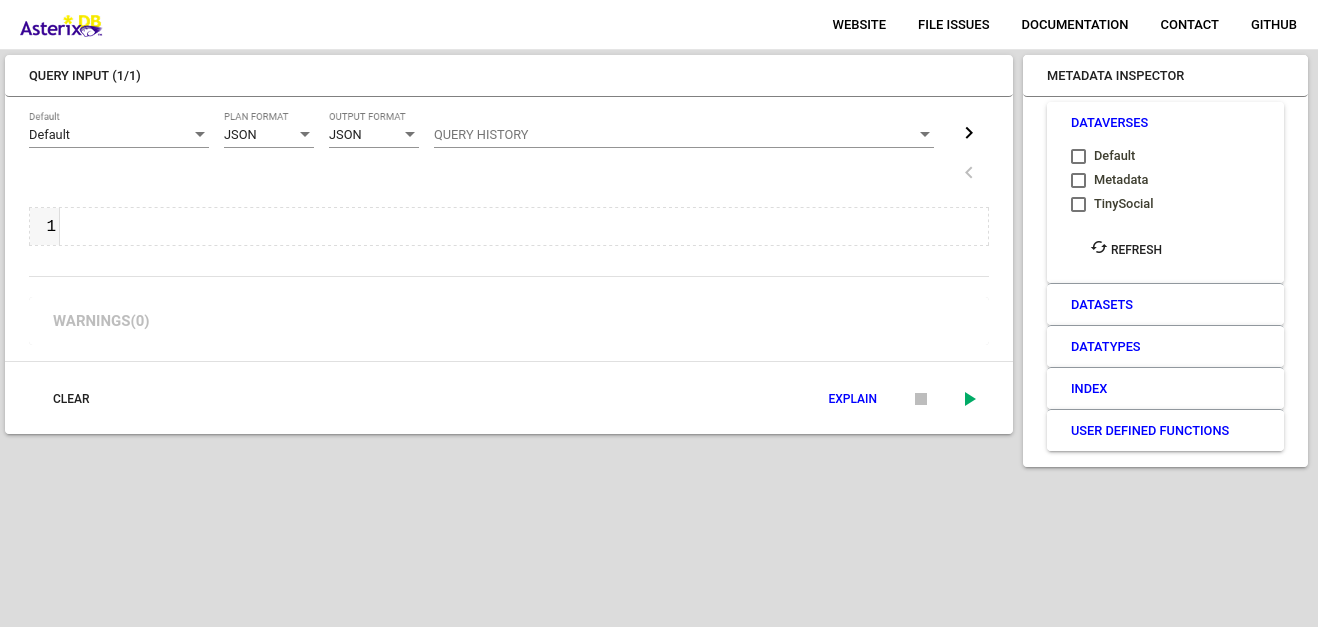 AsterixDB
WEBSITE FILE ISSUES DOCUMENTATION CONTACT GITHUB
QUERY INPUT (1/1)
Default PLAN FORMAT OUTPUT FORMAT
Default JSON JSON QUERY HISTORY
1
WARNINGS(0)
CLEAR EXPLAIN
METADATA INSPECTOR
DATAVERSES
Default
Metadata
TinySocial
REFRESH
DATASETS
DATATYPES
INDEX
USER DEFINED FUNCTIONS